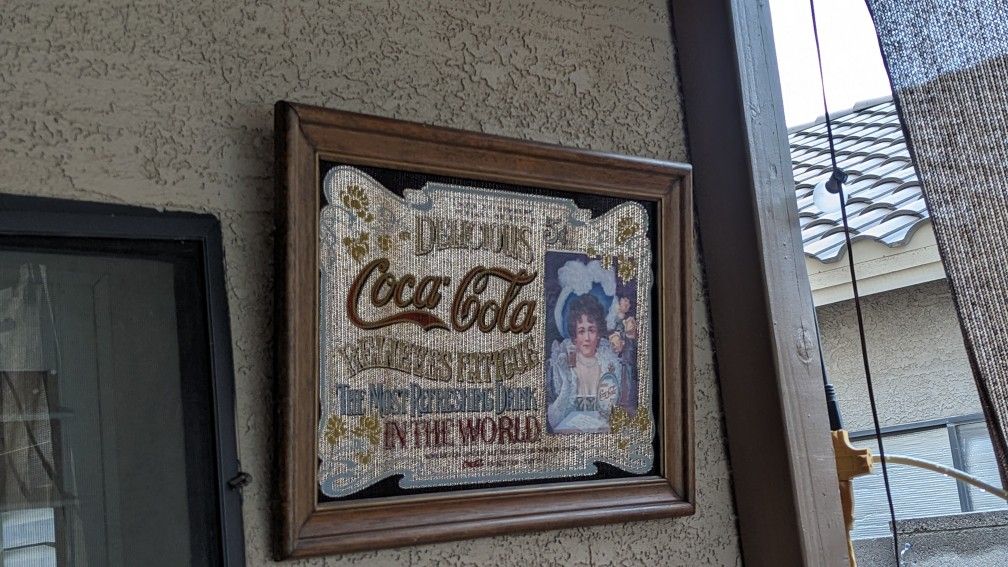 DELICIOUS 5¢
Coca-Cola
RELIEVES FATIGUE
THE MOST REFRESHING DRINK
IN THE WORLD